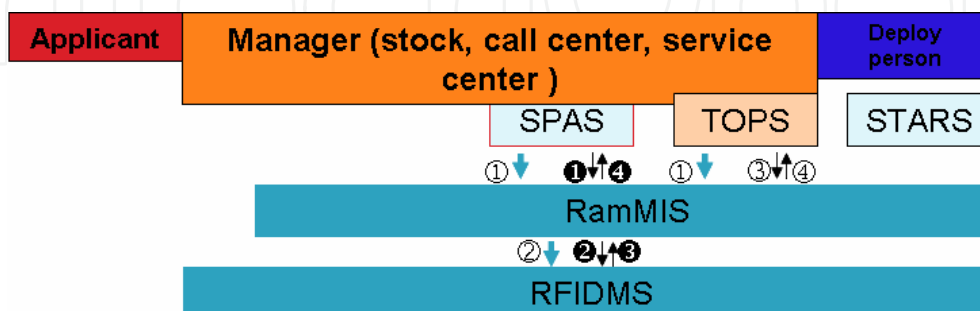 Applicant
Manager (stock, call center, service
center )
Deploy
person
SPAS
TOPS
STARS
① ❶ ❹ ① ③ ④
RamMIS
② ❷ ❸
RFIDMS